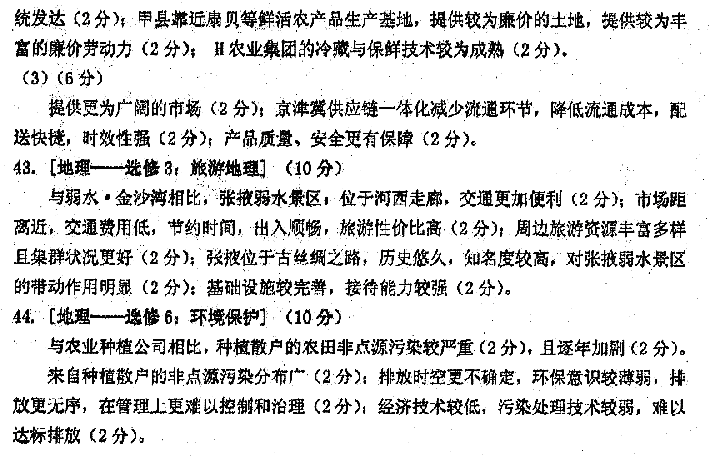 统发达（2分）；甲县靠近康贝等鲜活农产品生产基地，提供较为廉价的土地，提供较为丰
富的廉价劳动力（2分）；H农业集团的冷藏与保鲜技术较为成熟（2分）。
（3）（6分）
提供更为广阔的市场（2分）；京津冀供应链一体化减少流通环节，降低流通成本，配
送快捷，时效性强（2分）；产品质量、安全更有保障（2分）。
43.［地理——选修3：旅游地理］（10分）
与弱水·金沙湾相比，张掖弱水景区：位于河西走廊，交通更加便利（2分）；市场距
离近，交通费用低，节约时间，出入顺畅，旅游性价比高（2分）；周边旅游资源丰富多样
且集群状况更好（2分）；张掖位于古丝绸之路，历史悠久，知名度较高，对张掖弱水景区
的带动作用明显（2分）；基础设施较完善，接待能力较强（2分）。
44.［地理——选修6：环境保护］（10分）
与农业种植公司相比，种植散户的农田非点源污染较严重（2分），且逐年加剧（2分）。
来自种植散户的非点源污染分布广（2分）；排放时空更不确定，环保意识较薄弱，排
放更无序，在管理上更难以控制和治理（2分）；经济技术较低，污染处理技术较弱，难以
达标排放（2分）。